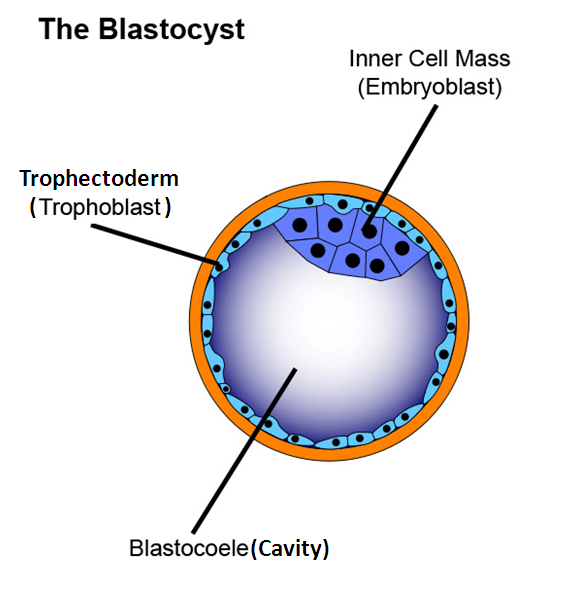 The Blastocyst
Inner Cell Mass
(Embryoblast)
Trophectoderm
(Trophoblast)
Blastocoele(Cavity)